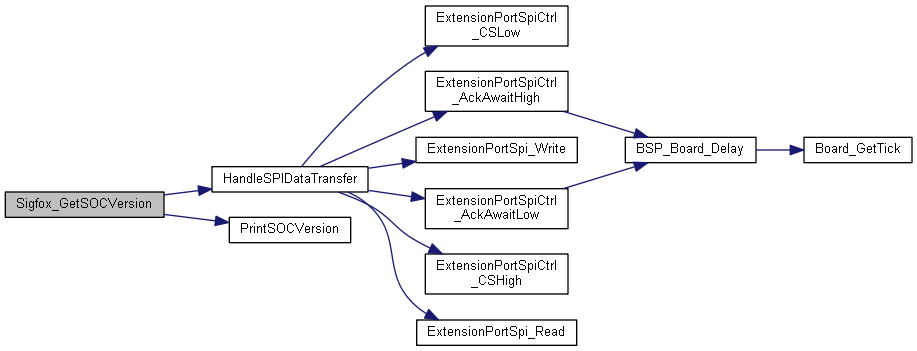 ExtensionPortSpiCtrl
_CSLow
ExtensionPortSpiCtrl
_AckAwaitHigh
ExtensionPortSpi_Write
BSP_Board_Delay
Board_GetTick
HandleSPIDataTransfer
Sigfox_GetSOCVersion
ExtensionPortSpiCtrl
_AckAwaitLow
PrintSOCVersion
ExtensionPortSpiCtrl
_CSHigh
ExtensionPortSpi_Read